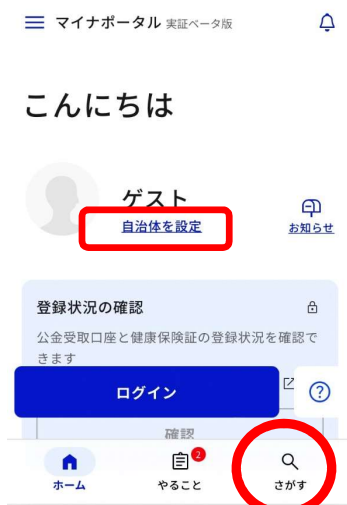 マイナポータル 実証ベータ版
こんにちは
ゲスト
自治体を設定
お知らせ
登録状況の確認
公金受取口座と健康保険証の登録状況を確認で
きます
ログイン
?
確認
2
ホーム
やること
さがす